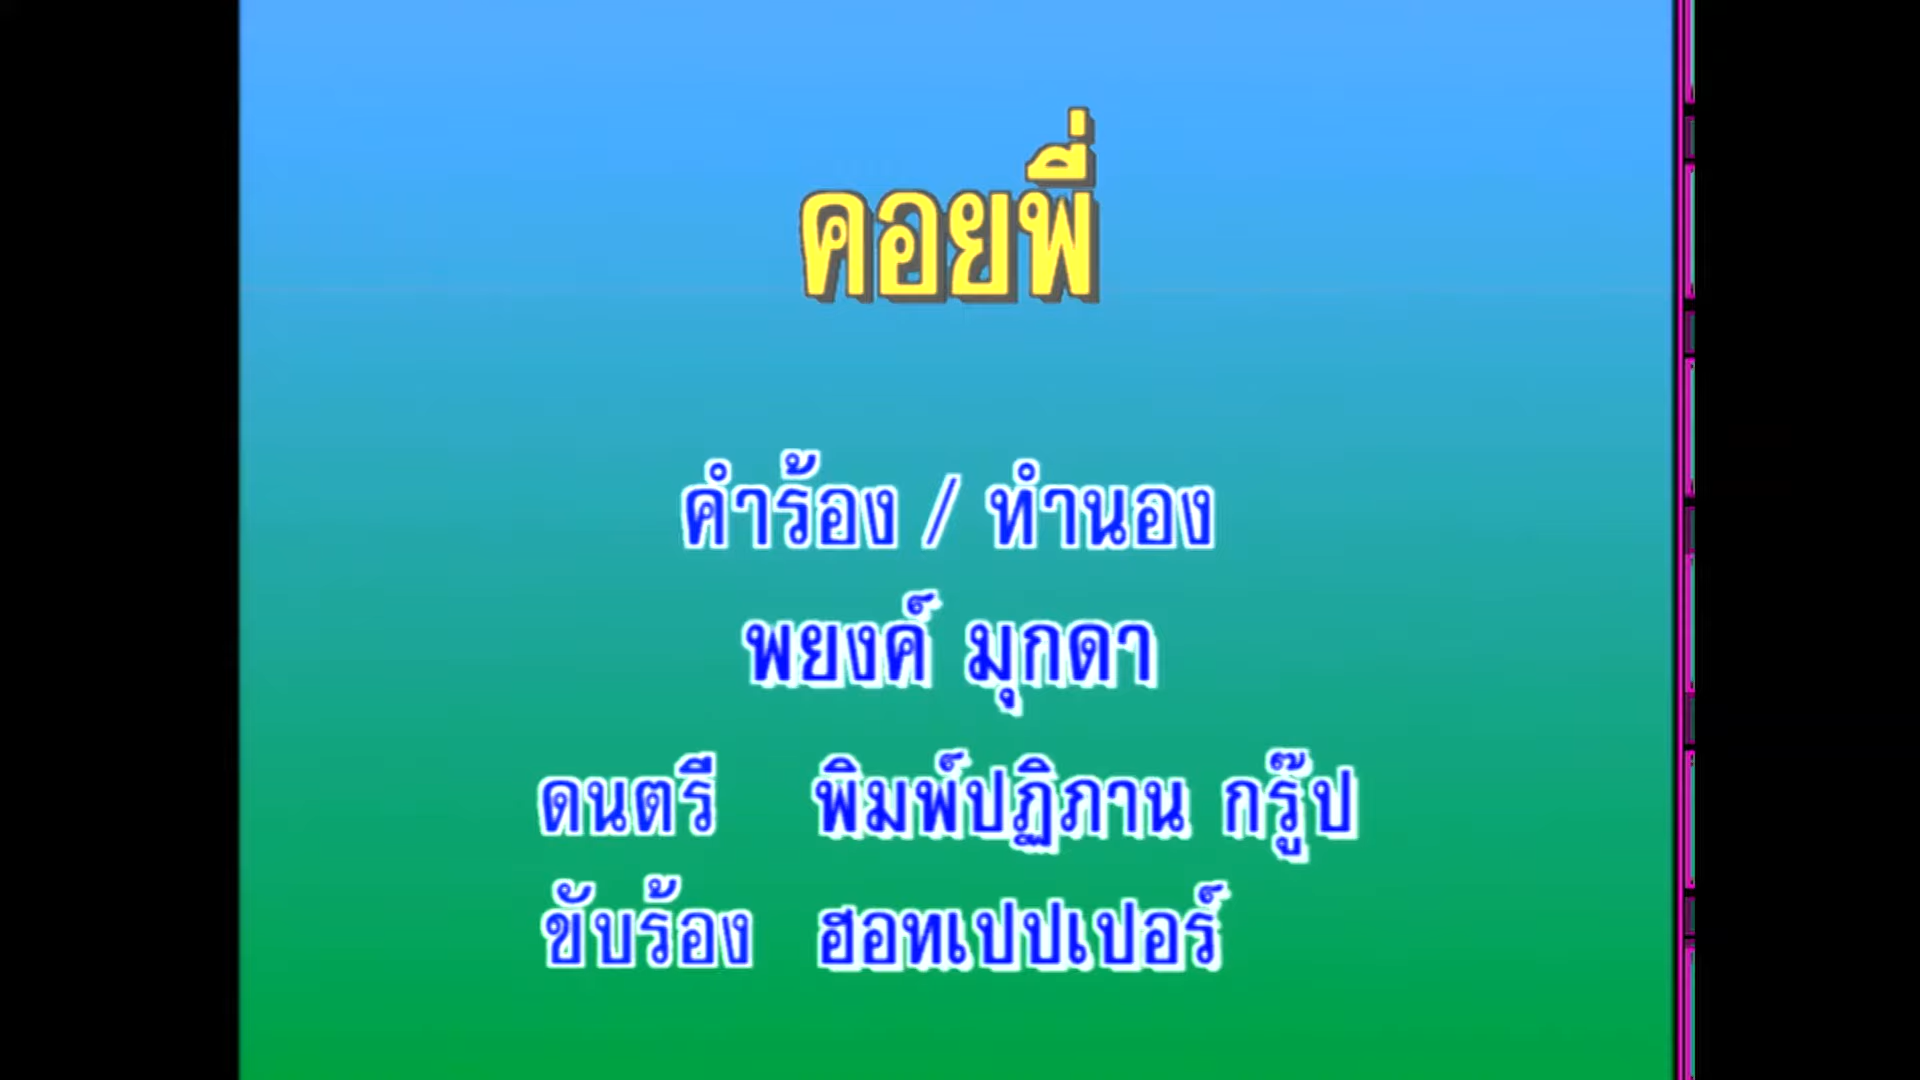 คอยพี่
คำร้อง / ทำนอง
พยงค์ มุกดา
ดนตรี พิมพ์ปฏิภาน กรู๊ป
ขับร้อง ฮอทเปปเปอร์